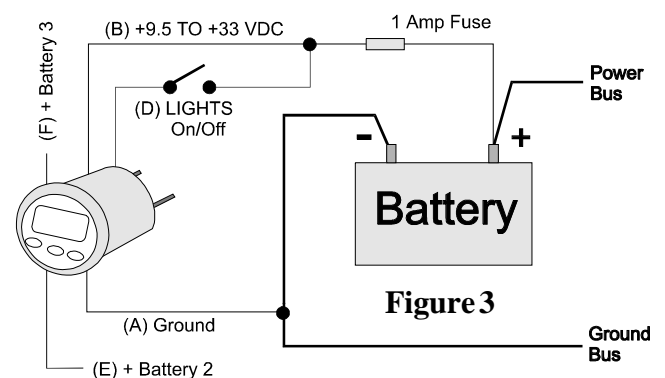 (B) +9.5 TO +33 VDC
1 Amp Fuse
(F) + Battery 3
(D) LIGHTS
On/Off
Power
Bus
- +
Battery
Figure 3
(A) Ground
Ground
Bus
(E) + Battery 2